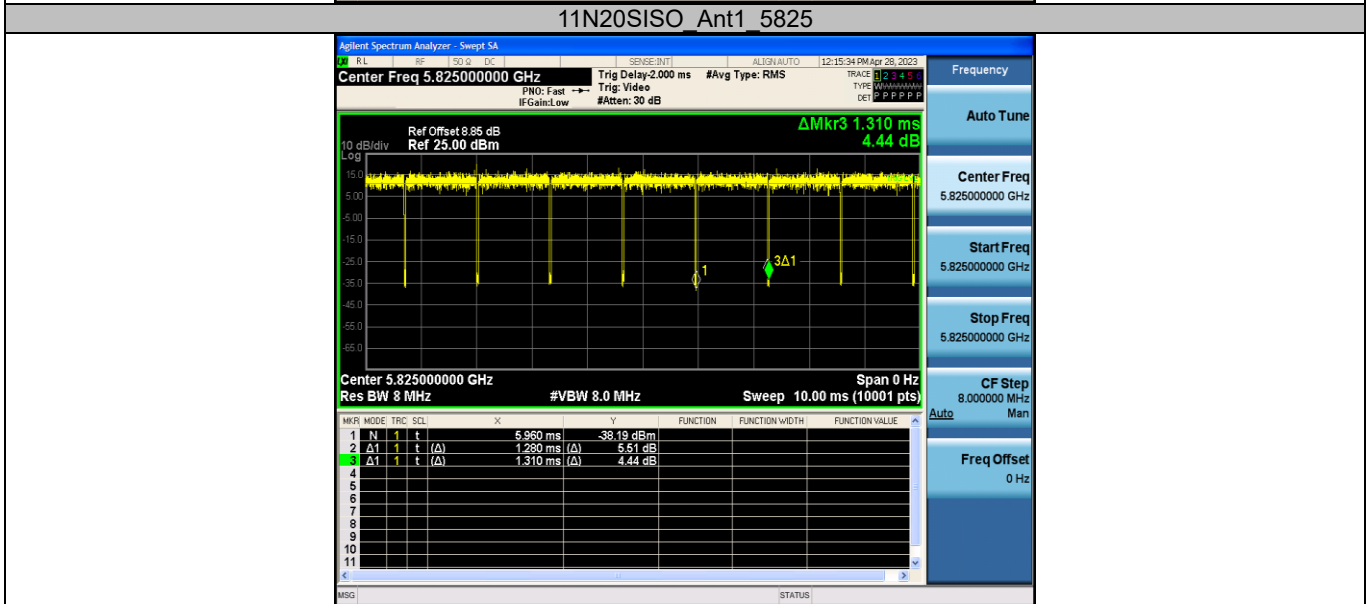 11N20SISO_Ant1_5825
Agilent Spectrum Analyzer - Swept SA
RL RF 50 Ω DC SENSE:INT ALIGN AUTO 12:15:34 PM Apr 28, 2023
Center Freq 5.825000000 GHz Trig Delay-2.000 ms #Avg Type: RMS TRACE 1 2 3 4 5 6
PNO: Fast Trig: Video TYPE
IFGain:Low #Atten: 30 dB DET P P P P P P
Frequency
Auto Tune
ΔMkr3 1.310 ms
4.44 dB
Ref Offset 8.85 dB
10 dB/div Ref 25.00 dBm
Log
15.0
5.00
-5.00
-15.0
-25.0
-35.0
-45.0
-55.0
-65.0
1
3Δ1
Center 5.825000000 GHz Span 0 Hz
Res BW 8 MHz #VBW 8.0 MHz Sweep 10.00 ms (10001 pts)
Center Freq
5.825000000 GHz
Start Freq
5.825000000 GHz
Stop Freq
5.825000000 GHz
CF Step
8.000000 MHz
Auto Man
Freq Offset
0 Hz
MKR MODE TRC SCL X Y FUNCTION FUNCTION WIDTH FUNCTION VALUE
1 N 1 t 5.960 ms -38.19 dBm
2 Δ1 1 t (Δ) 1.280 ms (Δ) 5.51 dB
3 Δ1 1 t (Δ) 1.310 ms (Δ) 4.44 dB
4
5
6
7
8
9
10
11
MSG STATUS